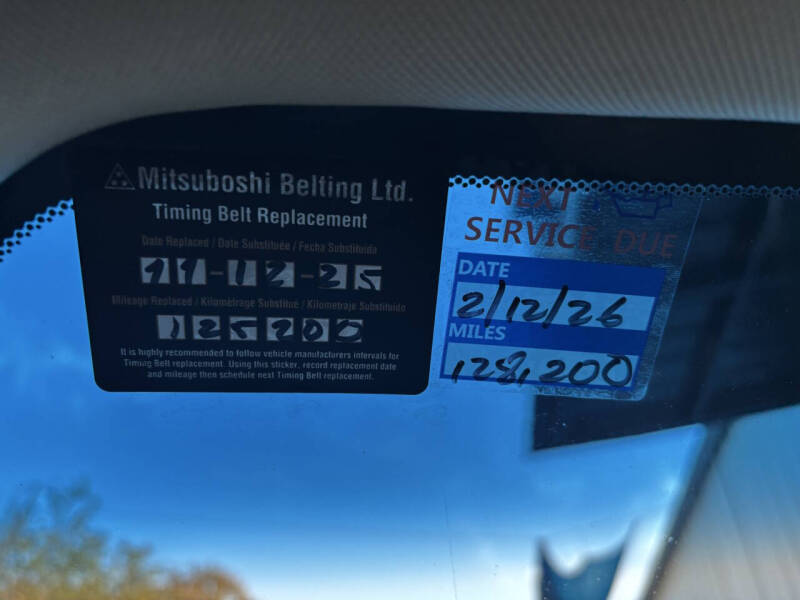 Mitsuboshi Belting Ltd.
Timing Belt Replacement
Date Replaced / Date Substituée / Fecha Substituida
11-12-25
Mileage Replaced / Kilométrage Substitué / Kilometraje Substituido
125200
It is highly recommended to follow vehicle manufacturers intervals for
Timing Belt replacement. Using this sticker, record replacement date
and mileage then schedule next Timing Belt replacement.
NEXT
SERVICE DUE
DATE
2/12/26
MILES
128,200